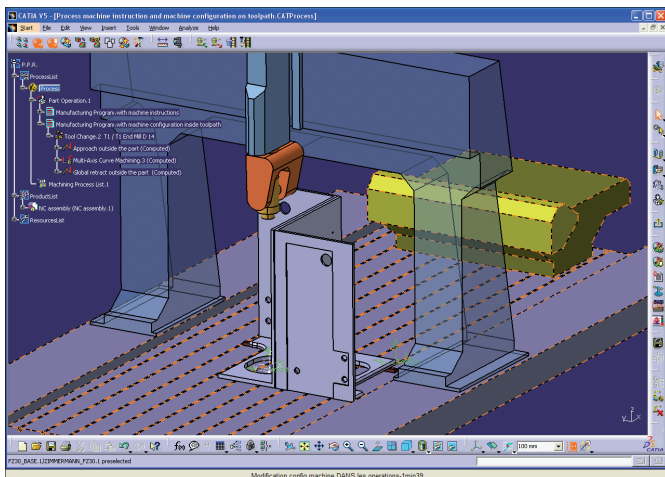 CATIA V5 - [Process machine instruction and machine configuration on toolpath.CATProcess]
Start File Edit View Insert Tools Window Analyze Help
P.P.R.
ProcessList
Process
Part Operation.1
Manufacturing Program.with machine instructions
Manufacturing Program.with machine configuration inside toolpath
Tool Change.2 T1 / T1 End Mill D 14
Approach outside the part (Computed)
Multi-Axis Curve Machining.3 (Computed)
Global retract outside the part (Computed)
Machining Process List.1
ProductList
NC assembly (NC assembly.1)
ResourcesList
z
y x
f(x)
100 mm
CATIA
FZ30_BASE.1/ZIMMERMANN_FZ30.1 preselected
Modification config machine DANS les operations-1min39